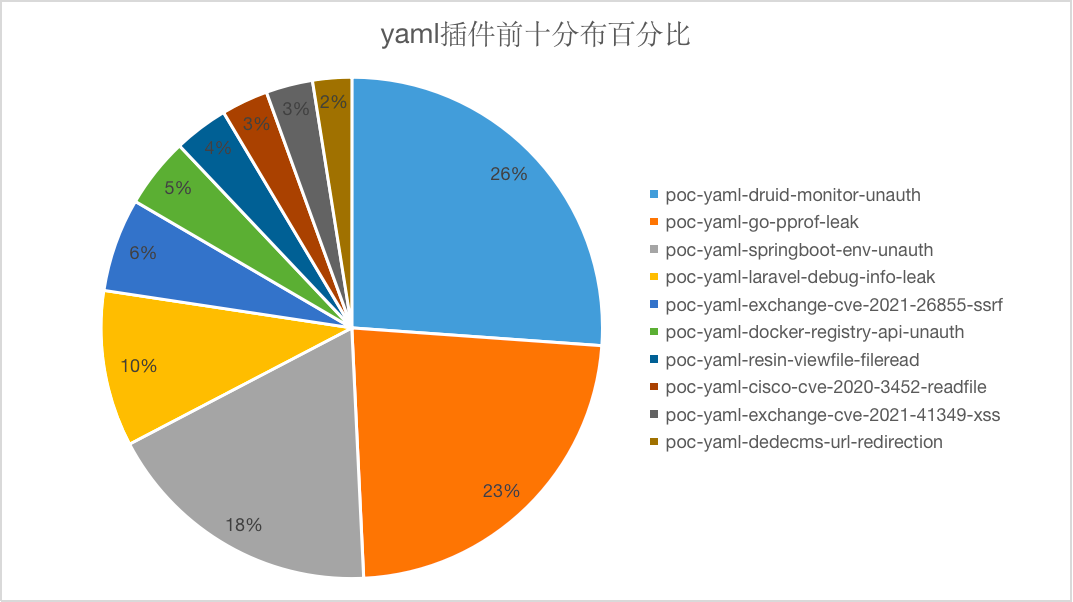 yaml插件前十分布百分比
26%
23%
18%
10%
6%
5%
4%
3%
3%
2%
poc-yaml-druid-monitor-unauth
poc-yaml-go-pprof-leak
poc-yaml-springboot-env-unauth
poc-yaml-laravel-debug-info-leak
poc-yaml-exchange-cve-2021-26855-ssrf
poc-yaml-docker-registry-api-unauth
poc-yaml-resin-viewfile-fileread
poc-yaml-cisco-cve-2020-3452-readfile
poc-yaml-exchange-cve-2021-41349-xss
poc-yaml-dedecms-url-redirection